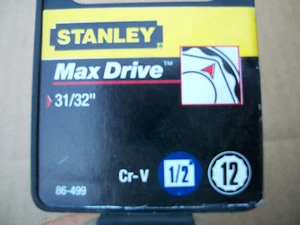 STANLEY
Max Drive™
31/32"
Cr-V
1/2"
12
86-499